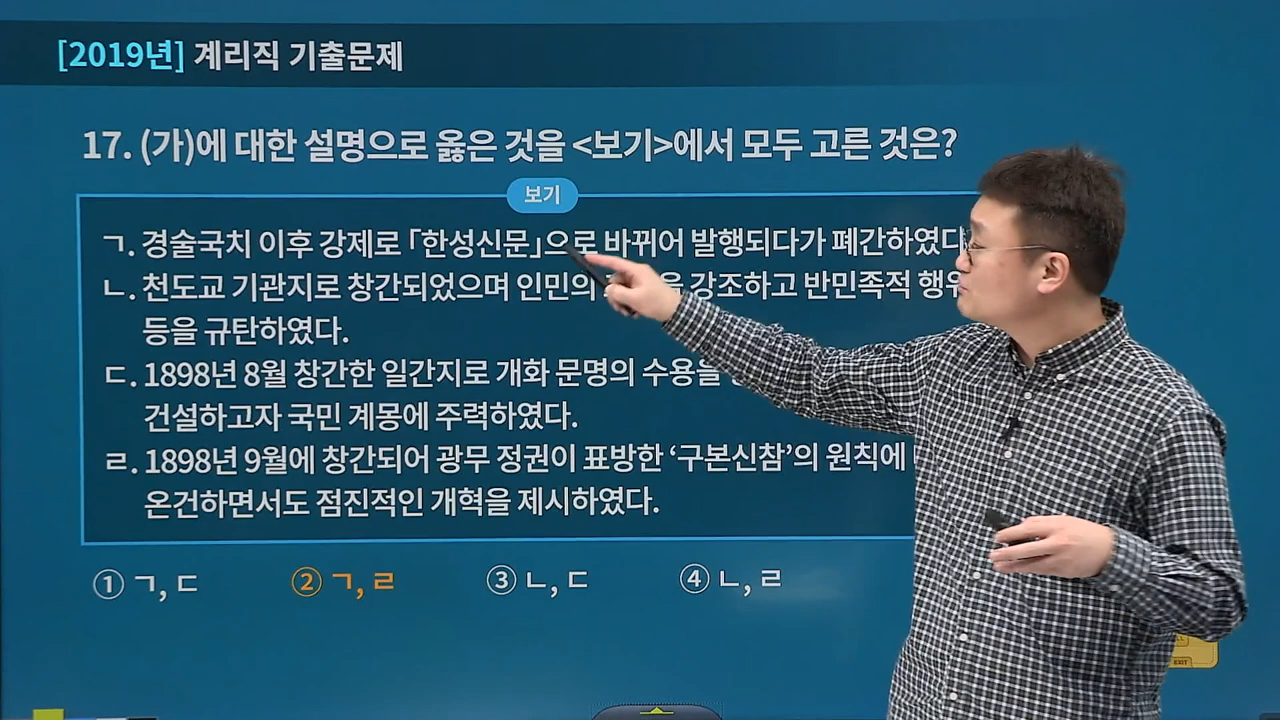 [2019년] 계리직 기출문제
17. (가)에 대한 설명으로 옳은 것을 <보기>에서 모두 고른 것은?
보기
ㄱ. 경술국치 이후 강제로 「한성신문」으로 바뀌어 발행되다가 폐간하였다
ㄴ. 천도교 기관지로 창간되었으며 인민의 강조하고 반민족적
등을 규탄하였다.
ㄷ. 1898년 8월 창간한 일간지로 개화 문명의 수용을
건설하고자 국민 계몽에 주력하였다.
ㄹ. 1898년 9월에 창간되어 광무 정권이 표방한 ‘구본신참’의 원칙에
온건하면서도 점진적인 개혁을 제시하였다.
① ㄱ, ㄷ ② ㄱ, ㄹ ③ ㄴ, ㄷ ④ ㄴ, ㄹ
EXIT